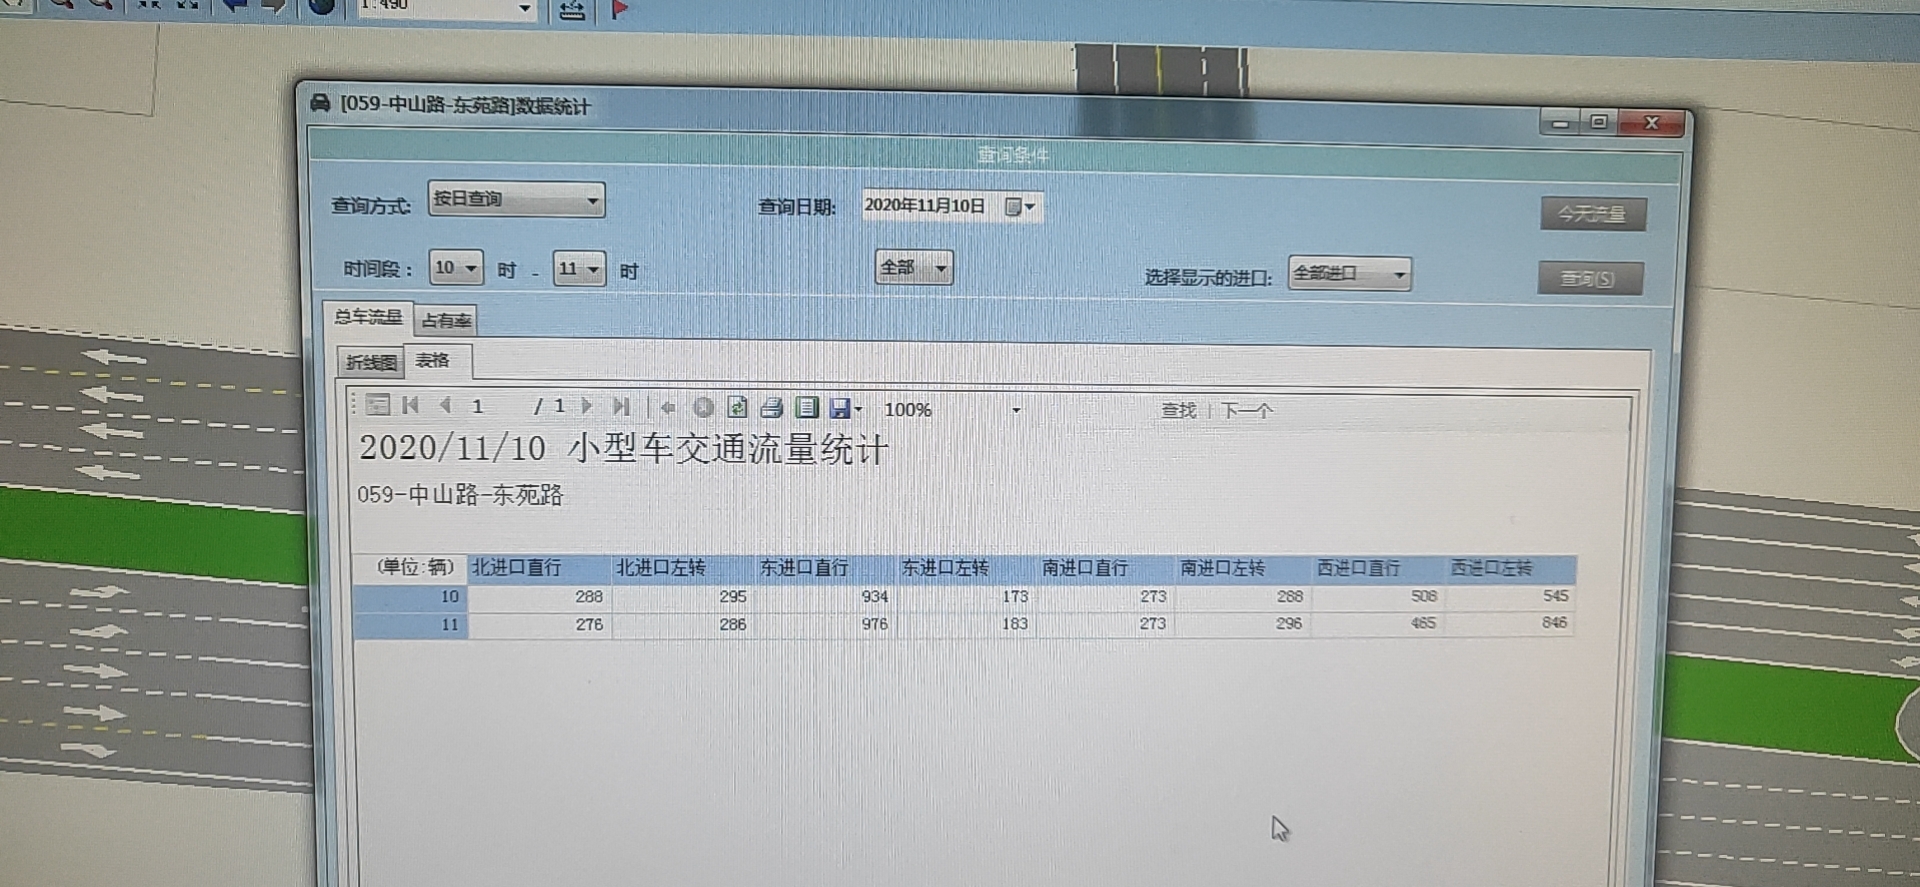 1:490
[059-中山路-东苑路]数据统计
查询条件
查询方式: 按日查询 查询日期: 2020年11月10日 今天流量
时间段: 10 时 - 11 时 全部 选择显示的进口: 全部进口 查询(S)
总车流量 占有率
折线图 表格
1 / 1 100% 查找 | 下一个
2020/11/10 小型车交通流量统计
059-中山路-东苑路
(单位:辆) 北进口直行 北进口左转 东进口直行 东进口左转 南进口直行 南进口左转 西进口直行 西进口左转
10 288 295 934 173 273 288 508 545
11 276 286 976 183 273 296 465 846